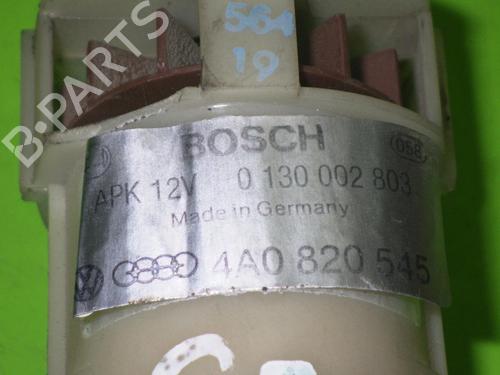 564
19
B-PARTS
BOSCH
058
APK 12V 0 130 002 803
Made in Germany
4A0 820 545